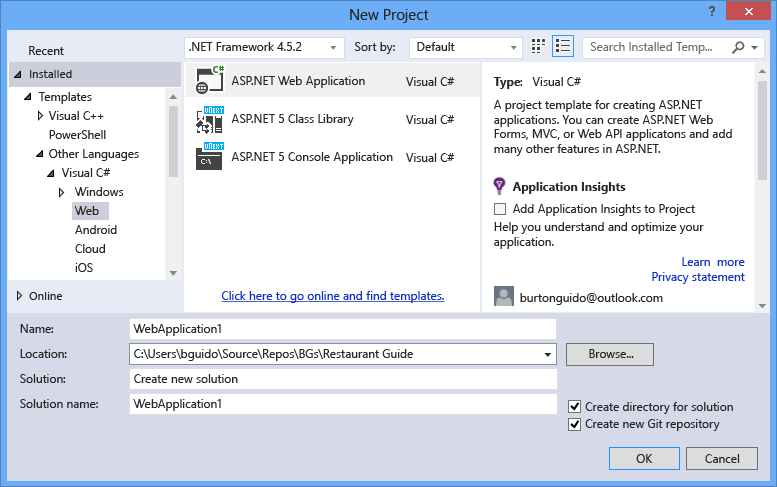 New Project
?
Recent
.NET Framework 4.5.2
Sort by:
Default
Search Installed Temp...
Installed
Templates
Visual C++
PowerShell
Other Languages
Visual C#
Windows
Web
Android
Cloud
iOS
Online
C#
ASP.NET Web Application
Visual C#
ASP.NET 5 Class Library
Visual C#
C:\
ASP.NET 5 Console Application
Visual C#
Click here to go online and find templates.
Type: Visual C#
A project template for creating ASP.NET
applications. You can create ASP.NET Web
Forms, MVC, or Web API applicatons and add
many other features in ASP.NET.
Application Insights
Add Application Insights to Project
Help you understand and optimize your
application.
Learn more
Privacy statement
burtonguido@outlook.com
Name:
WebApplication1
Location:
C:\Users\bguido\Source\Repos\BGs\Restaurant Guide
Browse...
Solution:
Create new solution
Solution name:
WebApplication1
Create directory for solution
Create new Git repository
OK
Cancel